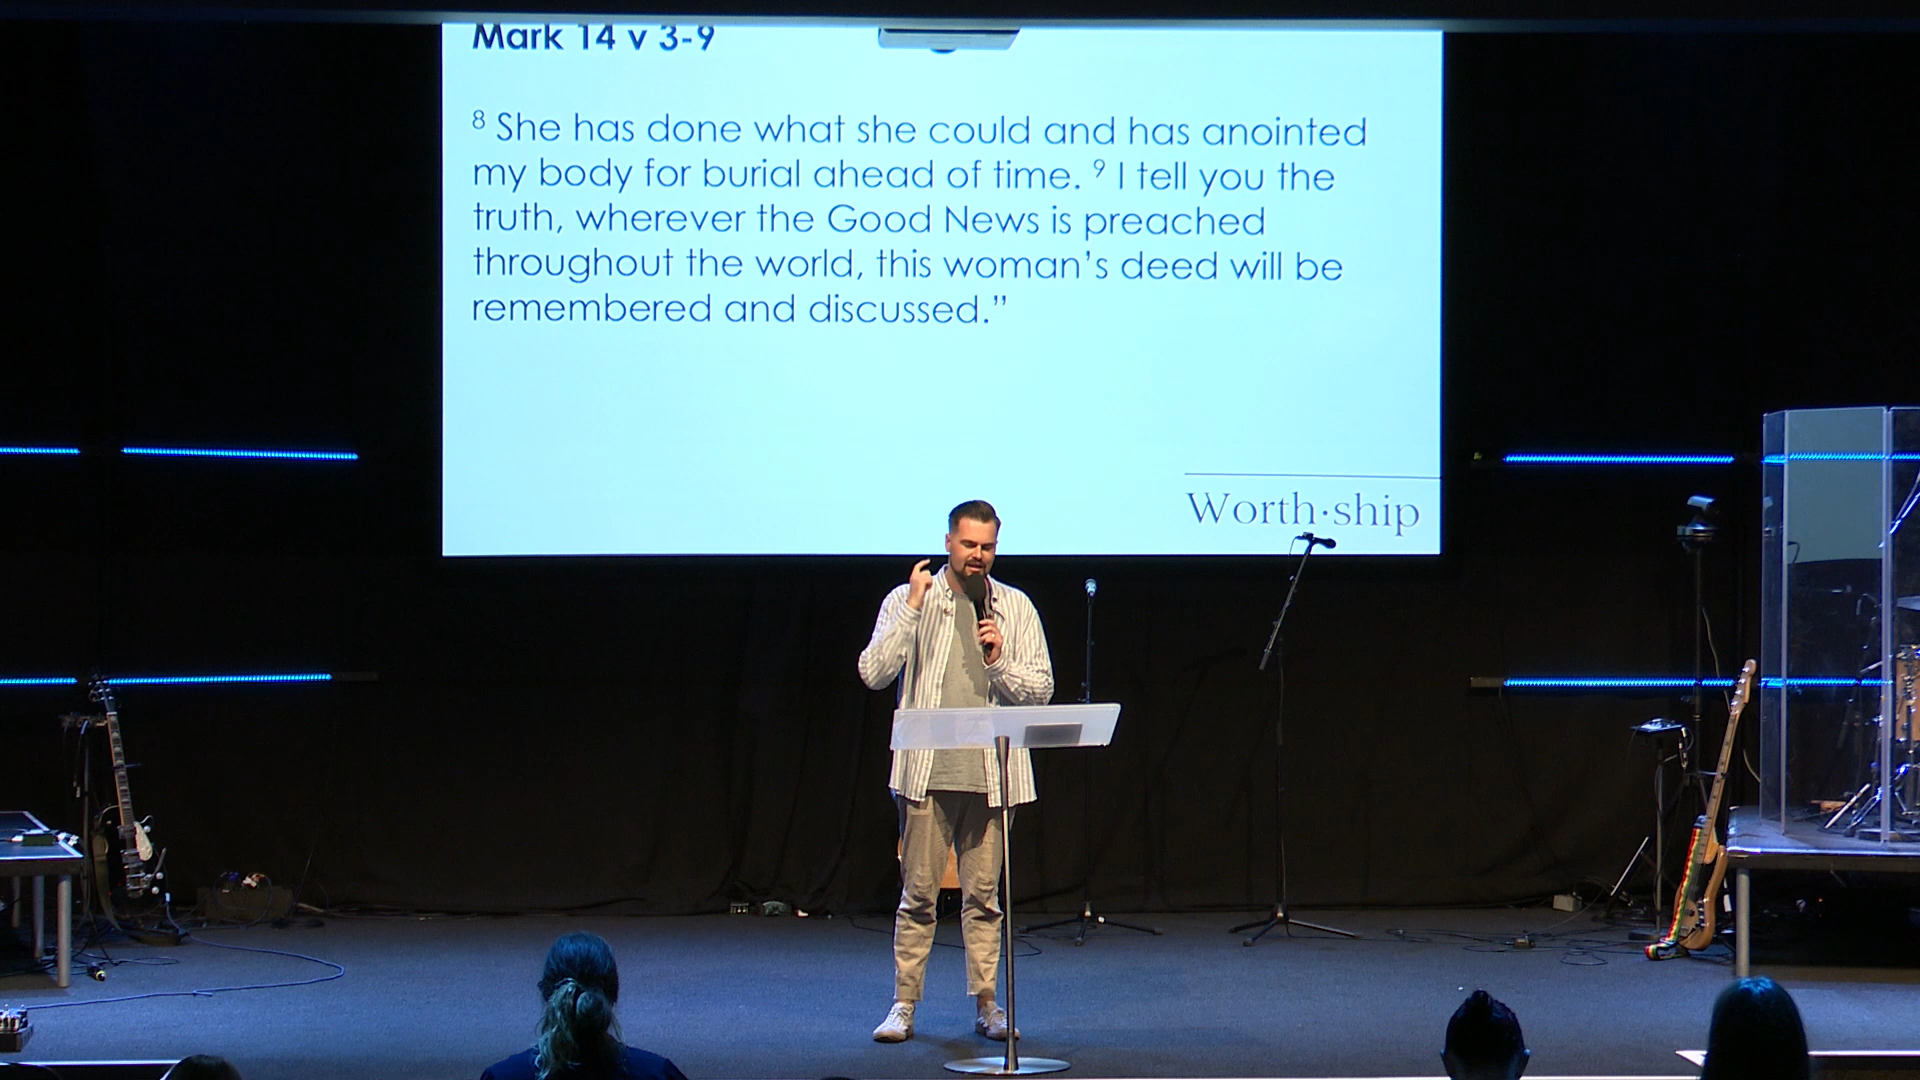 Mark 14 v 3-9
8 She has done what she could and has anointed
my body for burial ahead of time. 9 I tell you the
truth, wherever the Good News is preached
throughout the world, this woman’s deed will be
remembered and discussed.”
Worth·ship